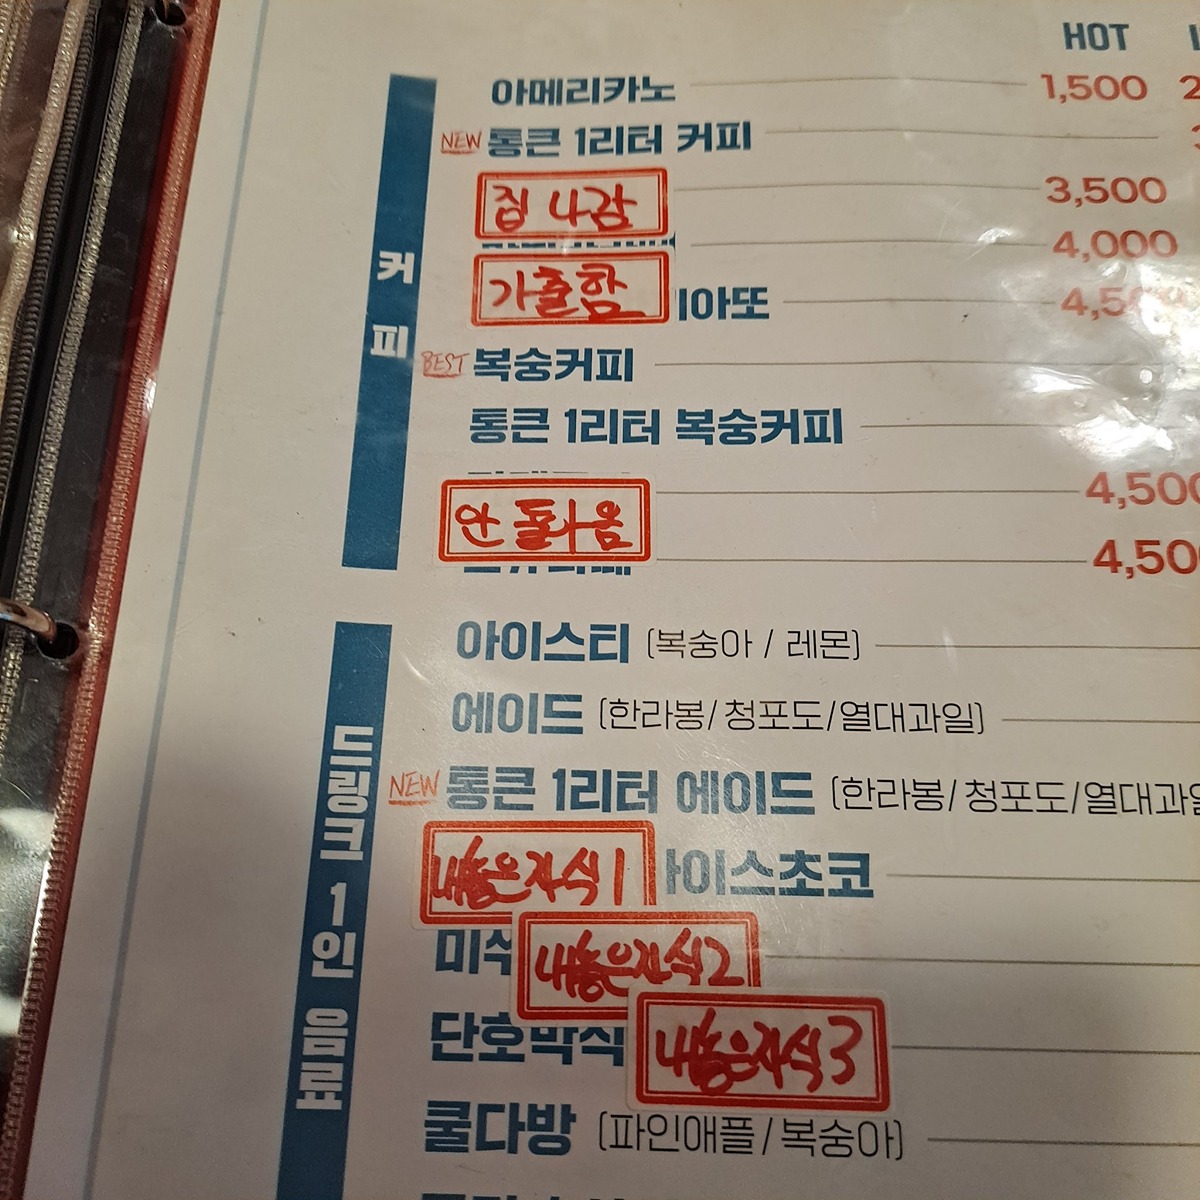 HOT
커피
아메리카노 1,500 2
NEW 통큰 1리터 커피 3
집 나감 3,500
4,000
가출함 아또 4,5
BEST 복숭커피
통큰 1리터 복숭커피
안 돌아옴 4,500
4,50
드링크 1인 음료
아이스티 (복숭아 / 레몬)
에이드 (한라봉/청포도/열대과일)
NEW 통큰 1리터 에이드 (한라봉/청포도/열대과일
내놓은자식1 아이스초코
미숫 내놓은자식2
단호박식 내놓은자식3
쿨다방 (파인애플/복숭아)